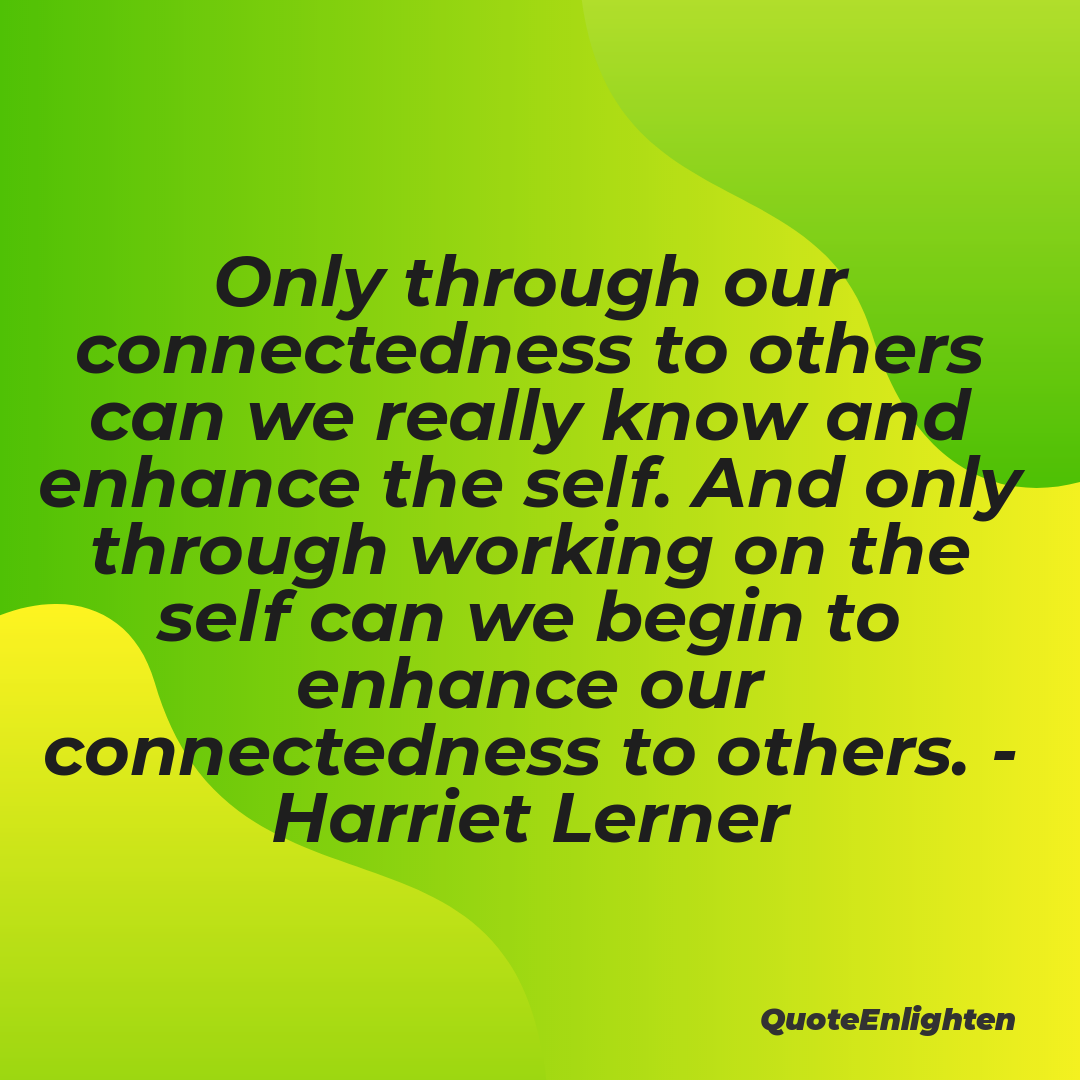 Only through our
connectedness to others
can we really know and
enhance the self. And only
through working on the
self can we begin to
enhance our
connectedness to others. -
Harriet Lerner
QuoteEnlighten